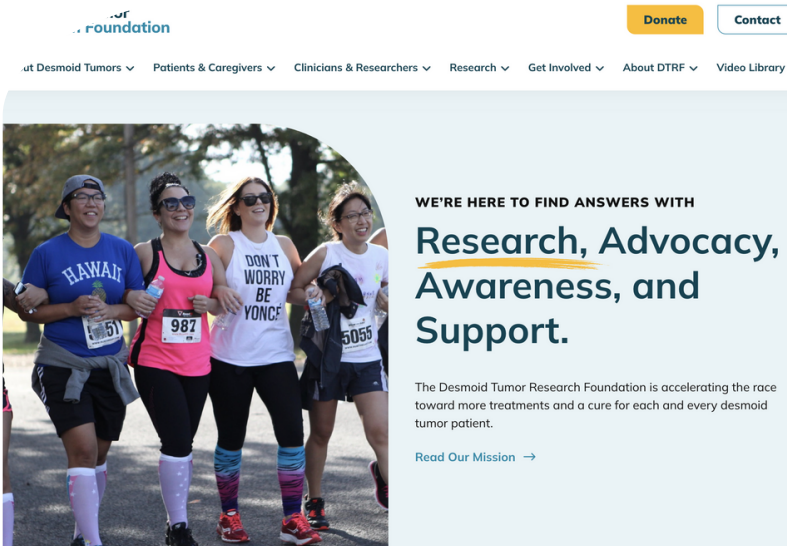 Foundation
Donate
Contact
Desmoid Tumors
Patients & Caregivers
Clinicians & Researchers
Research
Get Involved
About DTRF
Video Library
WE'RE HERE TO FIND ANSWERS WITH
Research, Advocacy,
Awareness, and
Support.
The Desmoid Tumor Research Foundation is accelerating the race
toward more treatments and a cure for each and every desmoid
tumor patient.
Read Our Mission →
HAWAII
51
987
DON'T
WORRY
BE
YONCÉ
5055